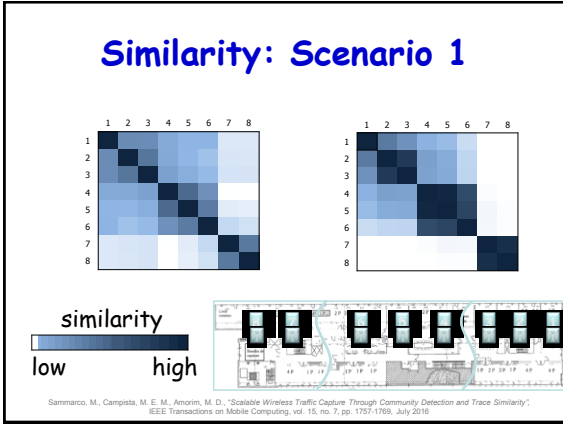 Similarity: Scenario 1
1 2 3 4 5 6 7 8
1
2
3
4
5
6
7
8
1 2 3 4 5 6 7 8
1
2
3
4
5
6
7
8
similarity
low high
Sammarco, M., Campista, M. E. M., Amorim, M. D., "Scalable Wireless Traffic Capture Through Community Detection and Trace Similarity",
IEEE Transactions on Mobile Computing, vol. 15, no. 7, pp. 1757-1769, July 2016